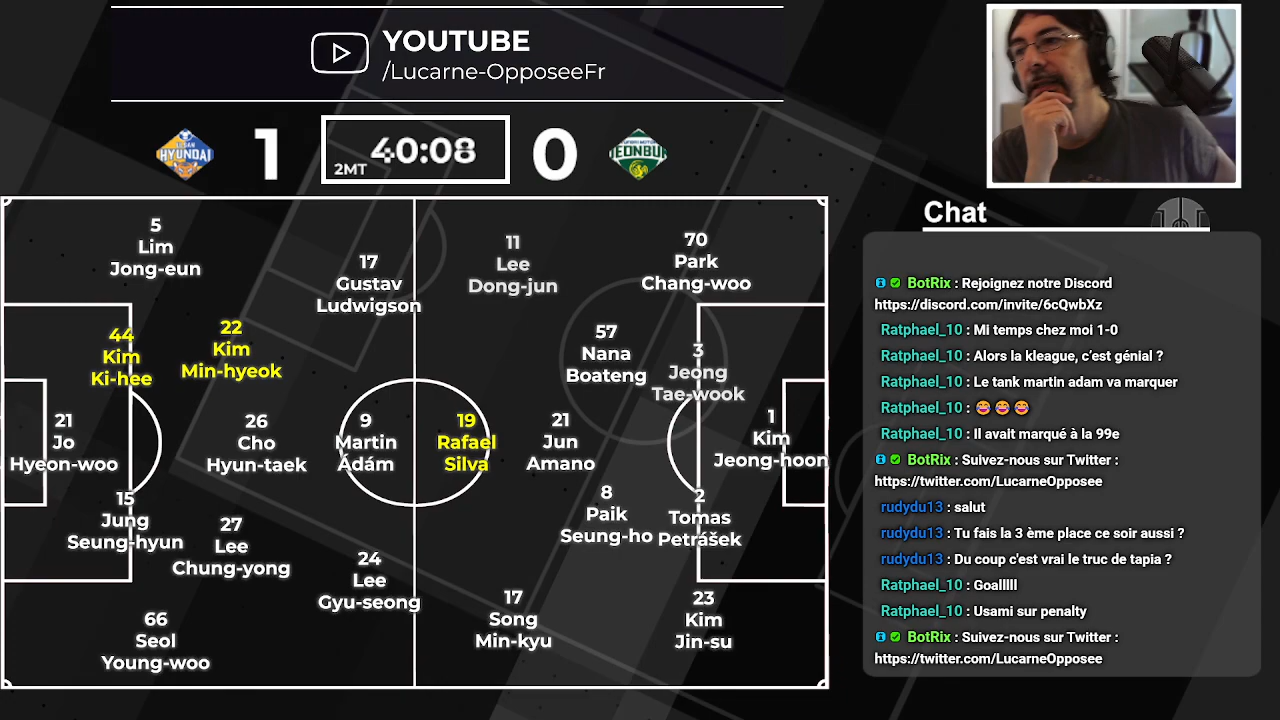 YOUTUBE
/Lucarne-OpposeeFr
HYUNDAI
1
2MT
40:08
0
5
Lim
Jong-eun
17
Gustav
Ludwigson
11
Lee
Dong-jun
70
Park
Chang-woo
44
Kim
Ki-hee
22
Kim
Min-hyeok
57
Nana
Boateng
3
Jeong
Tae-wook
21
Jo
Hyeon-woo
26
Cho
Hyun-taek
9
Martin
Ádám
19
Rafael
Silva
21
Jun
Amano
1
Kim
Jeong-hoon
15
Jung
Seung-hyun
27
Lee
Chung-yong
24
Lee
Gyu-seong
8
Paik
Seung-ho
2
Tomas
Petrášek
66
Seol
Young-woo
17
Song
Min-kyu
23
Kim
Jin-su
Chat
BotRix : Rejoignez notre Discord
https://discord.com/invite/6cQwbXz
Ratphael_10 : Mi temps chez moi 1-0
Ratphael_10 : Alors la kleague, c’est génial ?
Ratphael_10 : Le tank martin adam va marquer
Ratphael_10 : 😂 😂 😂
Ratphael_10 : Il avait marqué à la 99e
BotRix : Suivez-nous sur Twitter :
https://twitter.com/LucarneOpposee
rudydu13 : salut
rudydu13 : Tu fais la 3 ème place ce soir aussi ?
rudydu13 : Du coup c'est vrai le truc de tapia ?
Ratphael_10 : Goalllll
Ratphael_10 : Usami sur penalty
BotRix : Suivez-nous sur Twitter :
https://twitter.com/LucarneOpposee